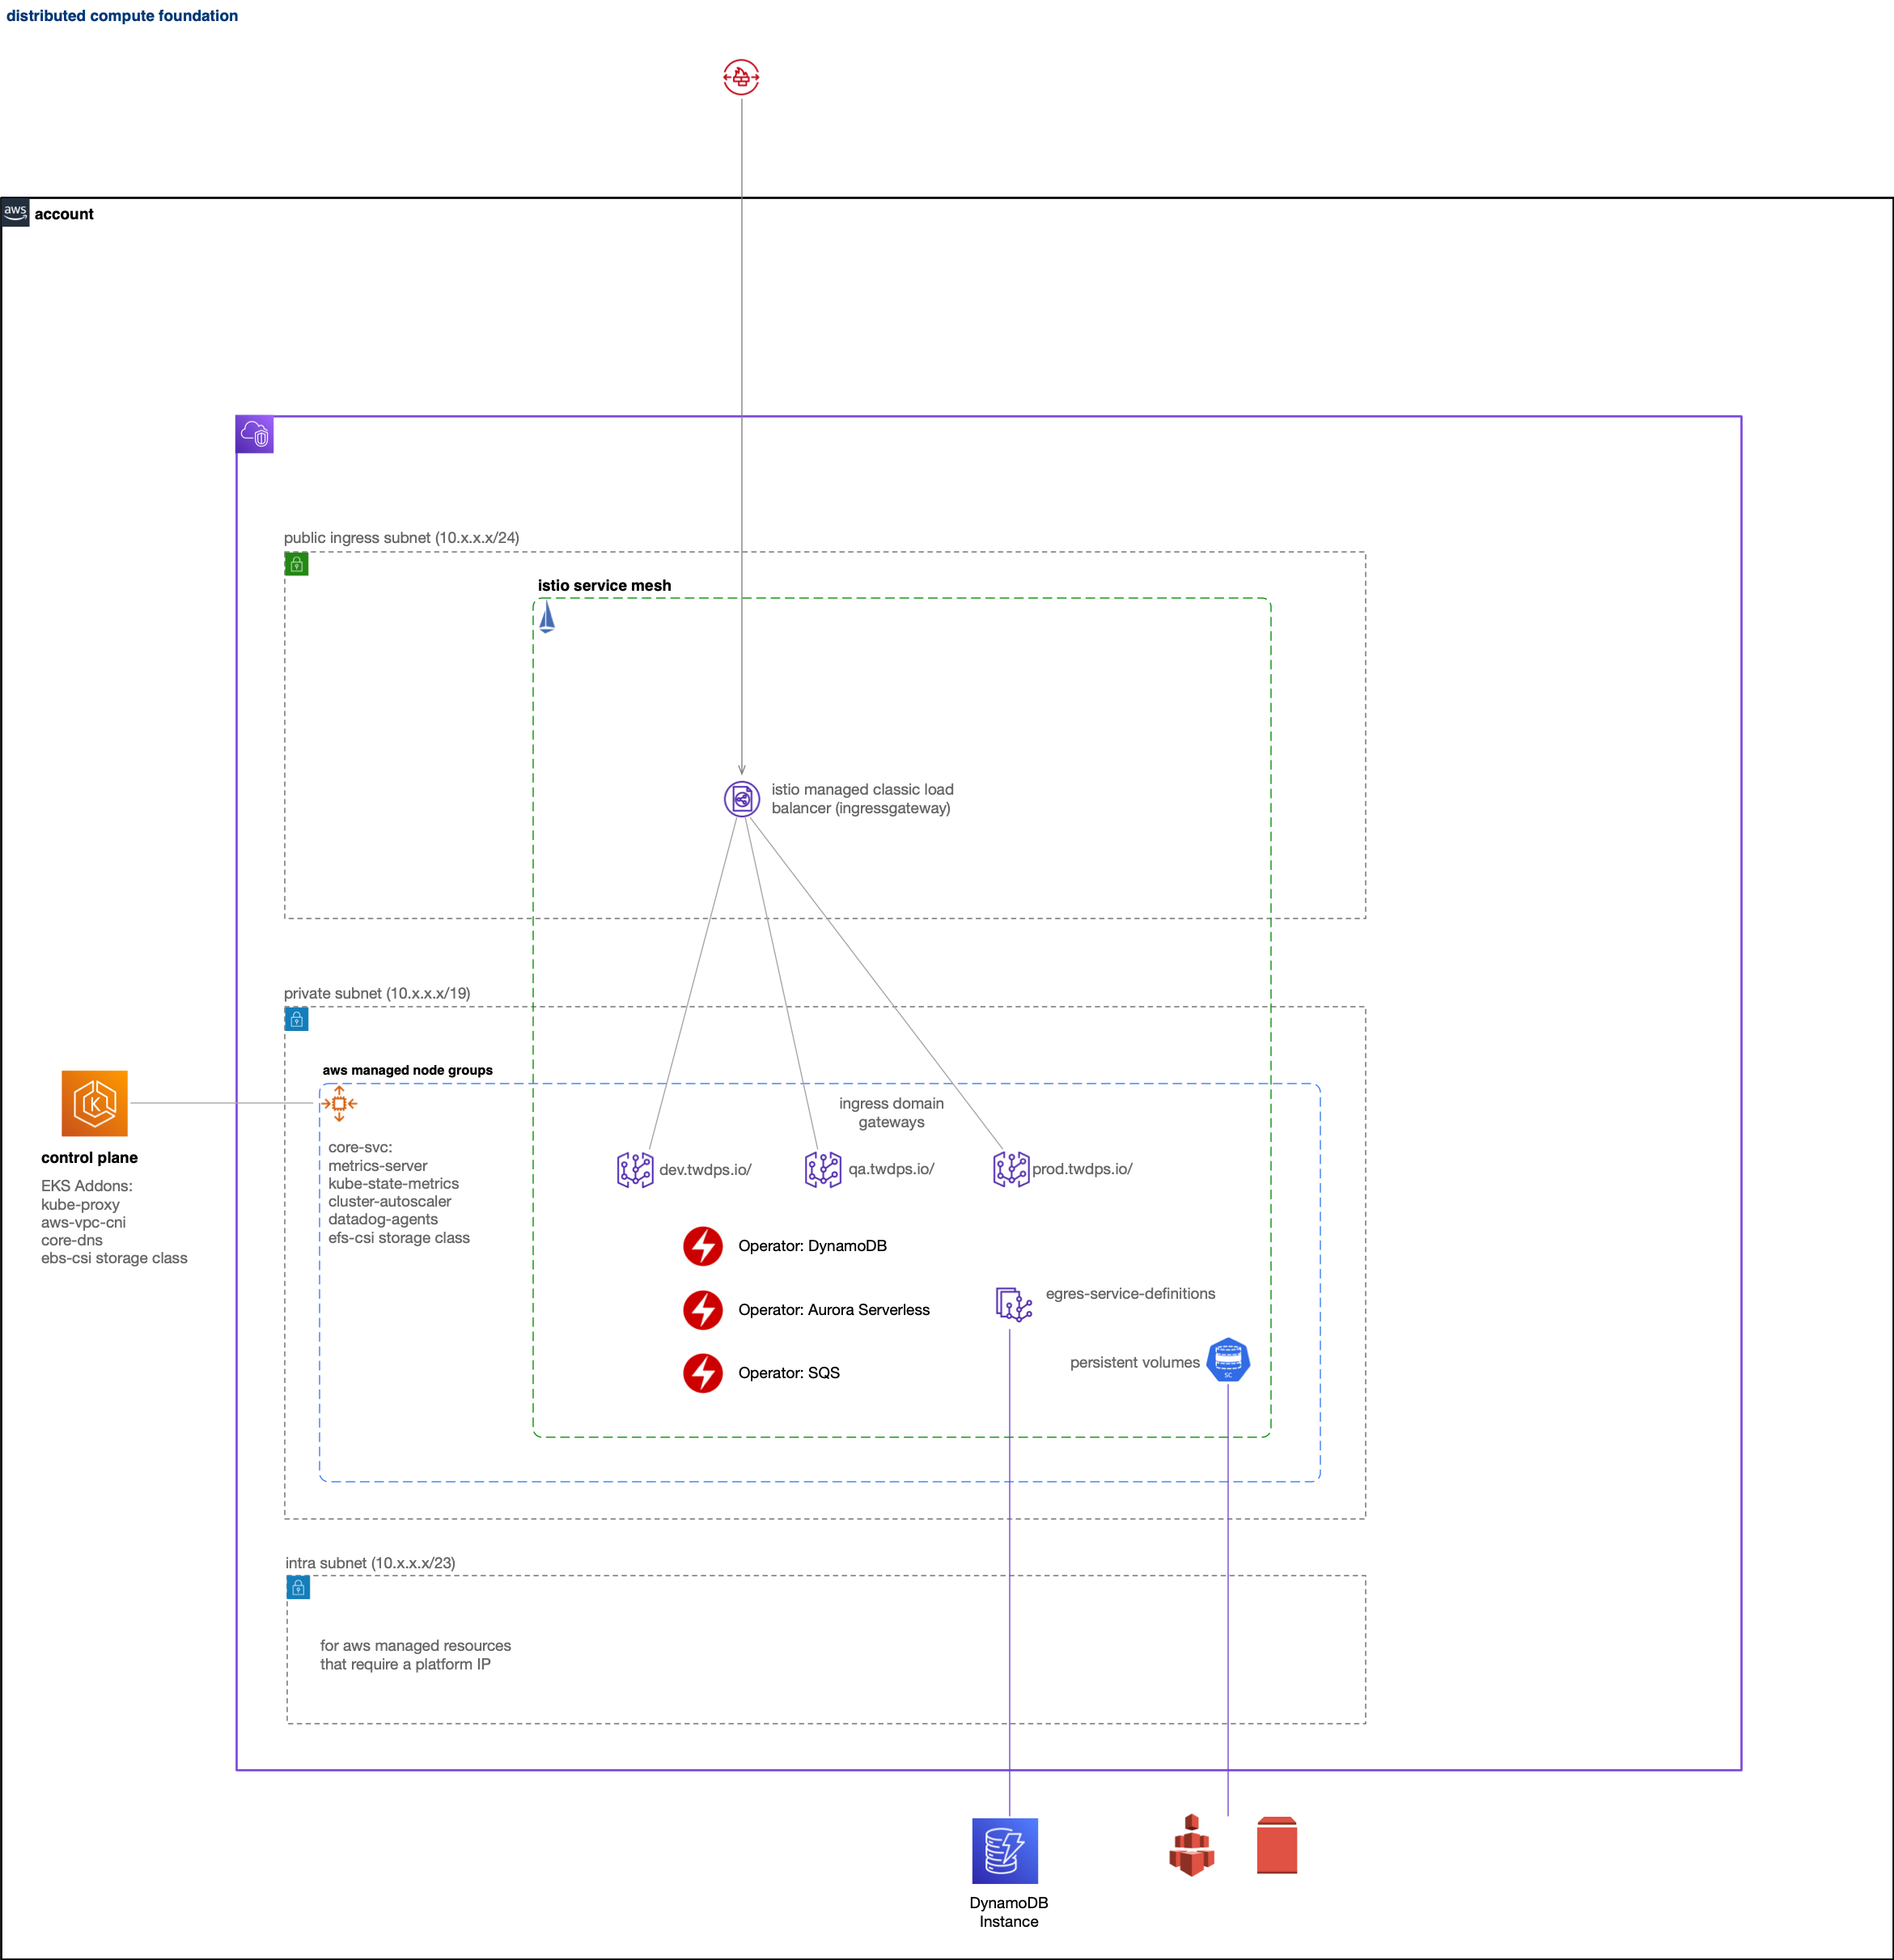 distributed compute foundation
aws
account
public ingress subnet (10.x.x.x/24)
istio service mesh
istio managed classic load
balancer (ingressgateway)
private subnet (10.x.x.x/19)
aws managed node groups
ingress domain
gateways
K
control plane
EKS Addons:
kube-proxy
aws-vpc-cni
core-dns
ebs-csi storage class
core-svc:
metrics-server
kube-state-metrics
cluster-autoscaler
datadog-agents
efs-csi storage class
dev.twdps.io/
qa.twdps.io/
prod.twdps.io/
Operator: DynamoDB
egres-service-definitions
Operator: Aurora Serverless
persistent volumes
sc
Operator: SQS
intra subnet (10.x.x.x/23)
for aws managed resources
that require a platform IP
DynamoDB
Instance